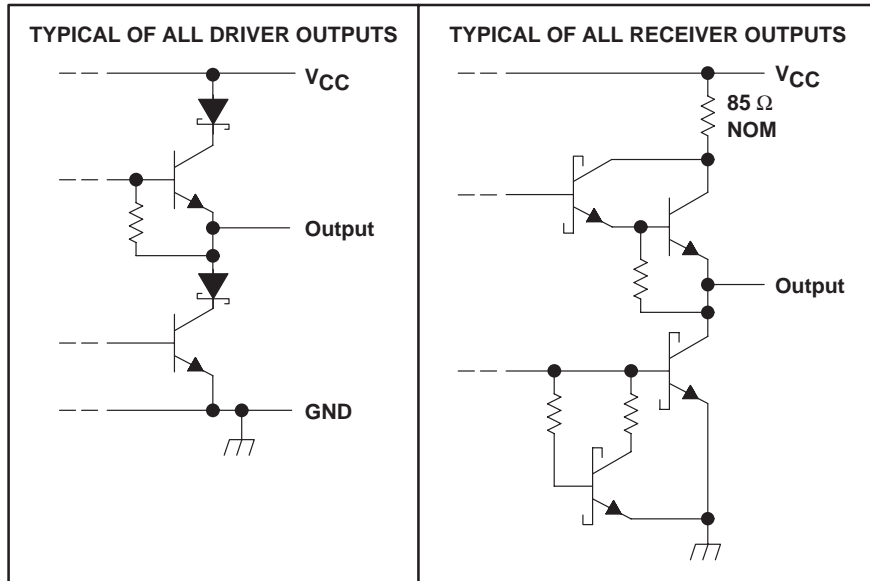 TYPICAL OF ALL DRIVER OUTPUTS
VCC
Output
GND
TYPICAL OF ALL RECEIVER OUTPUTS
VCC
85 Ω
NOM
Output